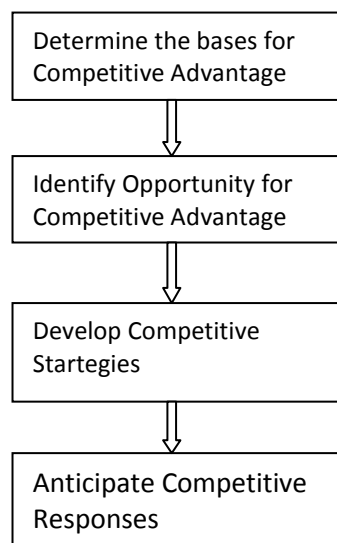 Determine the bases for
Competitive Advantage
Identify Opportunity for
Competitive Advantage
Develop Competitive
Startegies
Anticipate Competitive
Responses